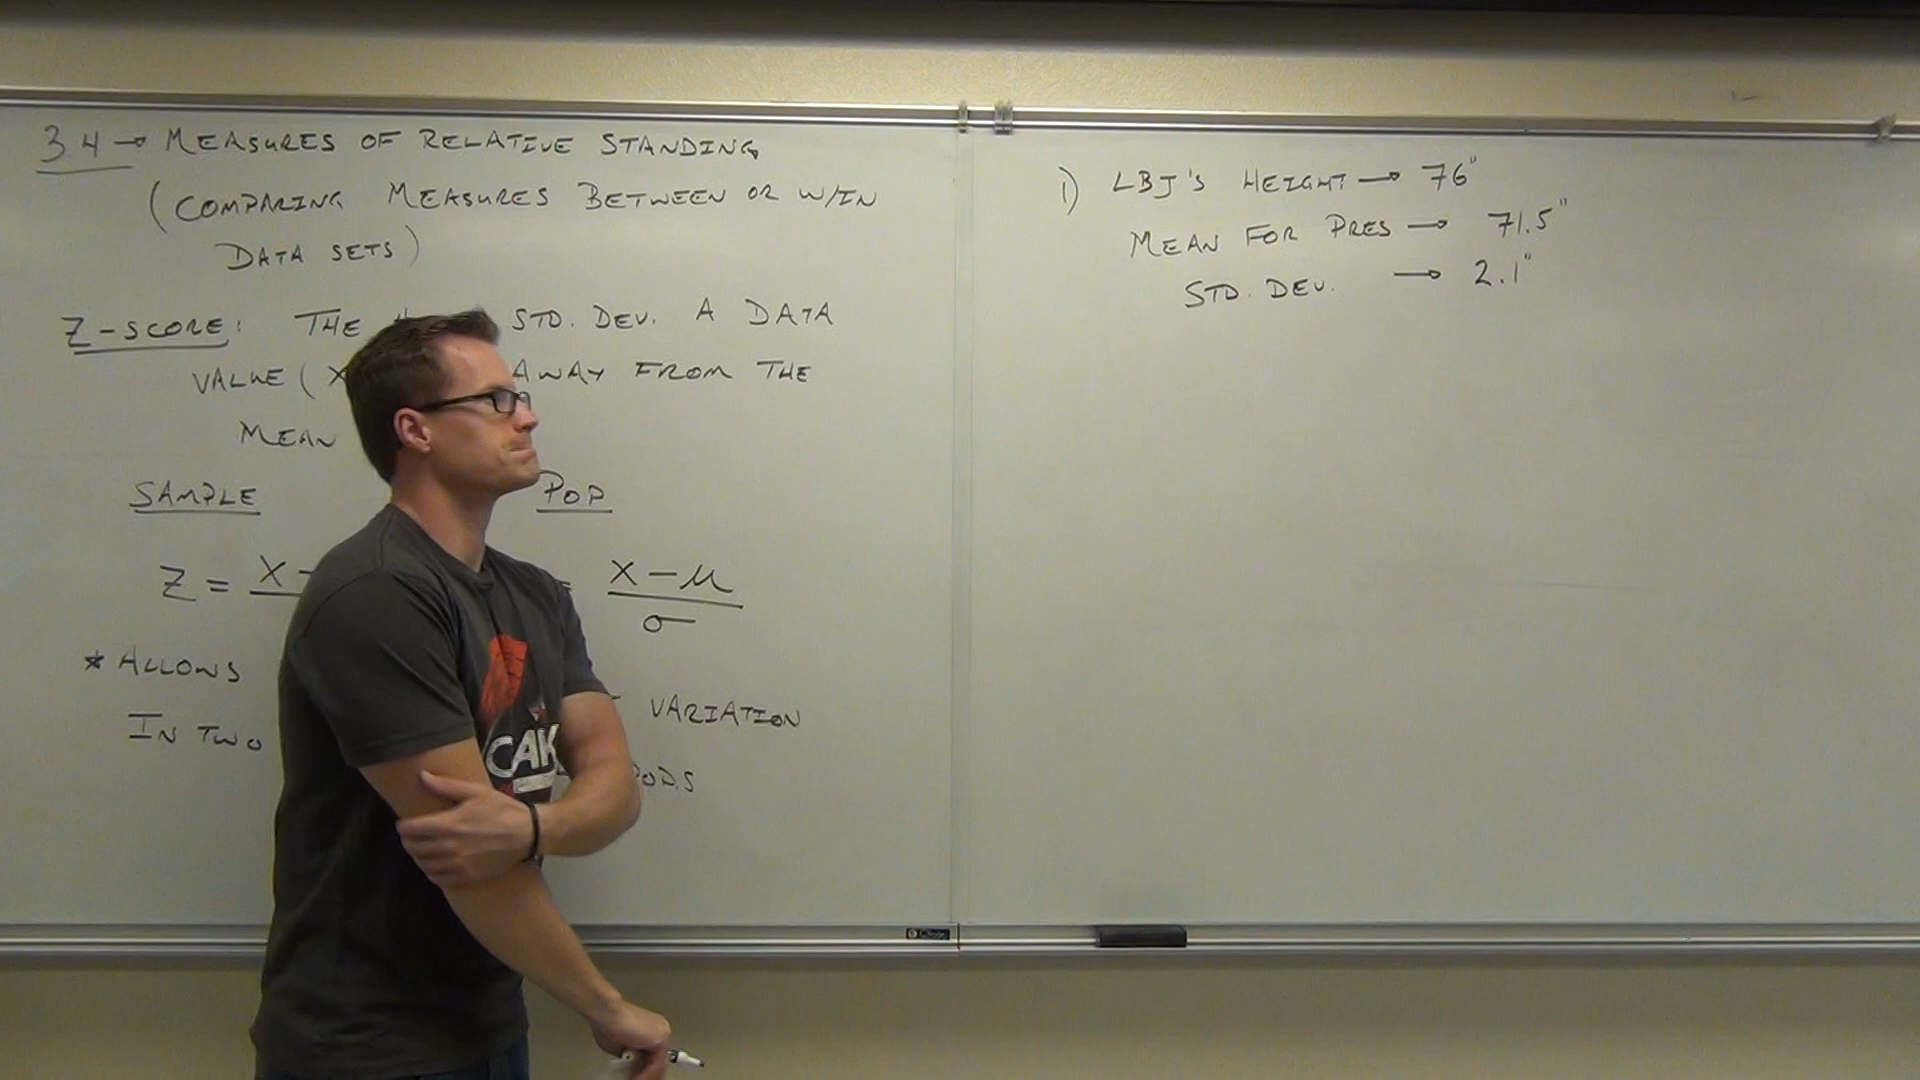 3.4 → MEASURES OF RELATIVE STANDING
(COMPARING MEASURES BETWEEN OR W/IN
DATA SETS)
Z-SCORE: THE STD. DEV. A DATA
VALUE (X AWAY FROM THE
MEAN
SAMPLE POP
Z = X - = X - μ
σ
* ALLOWS VARIATION
IN TWO
CAK
1) LBJ'S HEIGHT → 76"
MEAN FOR PRES → 71.5"
STD. DEV. → 2.1"